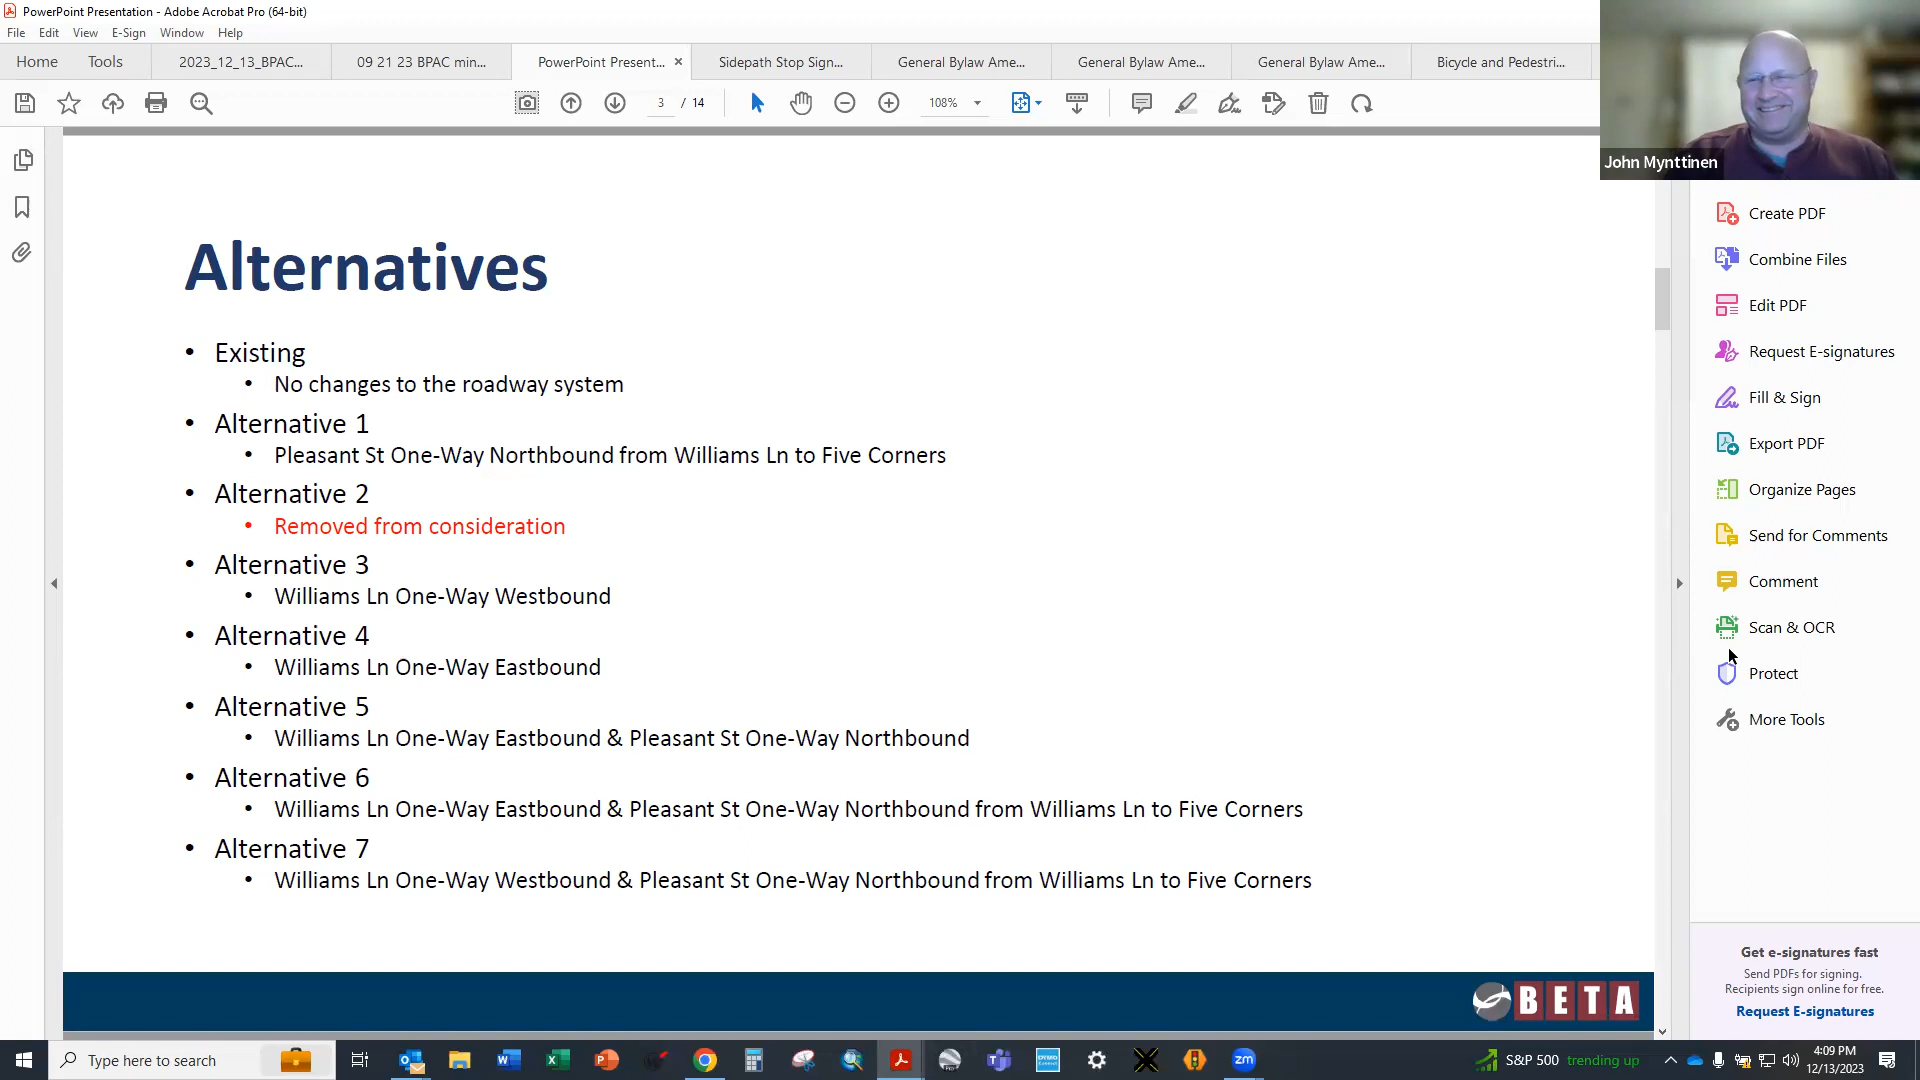 PowerPoint Presentation - Adobe Acrobat Pro (64-bit)
File Edit View E-Sign Window Help
Home Tools 2023_12_13_BPAC... 09 21 23 BPAC min... PowerPoint Present... × Sidepath Stop Sign... General Bylaw Ame... General Bylaw Ame... General Bylaw Ame... Bicycle and Pedestri...
3 / 14 108%
John Mynttinen
Alternatives
• Existing
• No changes to the roadway system
• Alternative 1
• Pleasant St One-Way Northbound from Williams Ln to Five Corners
• Alternative 2
• Removed from consideration
• Alternative 3
• Williams Ln One-Way Westbound
• Alternative 4
• Williams Ln One-Way Eastbound
• Alternative 5
• Williams Ln One-Way Eastbound & Pleasant St One-Way Northbound
• Alternative 6
• Williams Ln One-Way Eastbound & Pleasant St One-Way Northbound from Williams Ln to Five Corners
• Alternative 7
• Williams Ln One-Way Westbound & Pleasant St One-Way Northbound from Williams Ln to Five Corners
BETA
Create PDF
Combine Files
Edit PDF
Request E-signatures
Fill & Sign
Export PDF
Organize Pages
Send for Comments
Comment
Scan & OCR
Protect
More Tools
Get e-signatures fast
Send PDFs for signing.
Recipients sign online for free.
Request E-signatures
Type here to search
zm
S&P 500 trending up
4:09 PM
12/13/2023